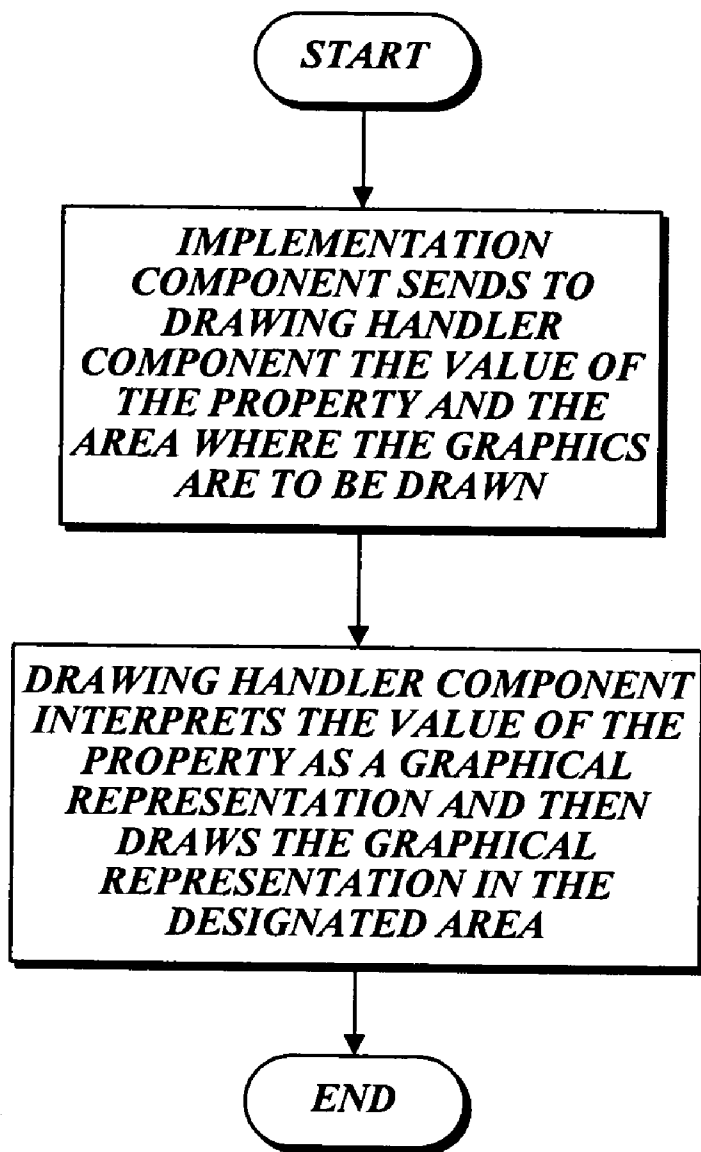 START
IMPLEMENTATION
COMPONENT SENDS TO
DRAWING HANDLER
COMPONENT THE VALUE OF
THE PROPERTY AND THE
AREA WHERE THE GRAPHICS
ARE TO BE DRAWN
DRAWING HANDLER COMPONENT
INTERPRETS THE VALUE OF THE
PROPERTY AS A GRAPHICAL
REPRESENTATION AND THEN
DRAWS THE GRAPHICAL
REPRESENTATION IN THE
DESIGNATED AREA
END